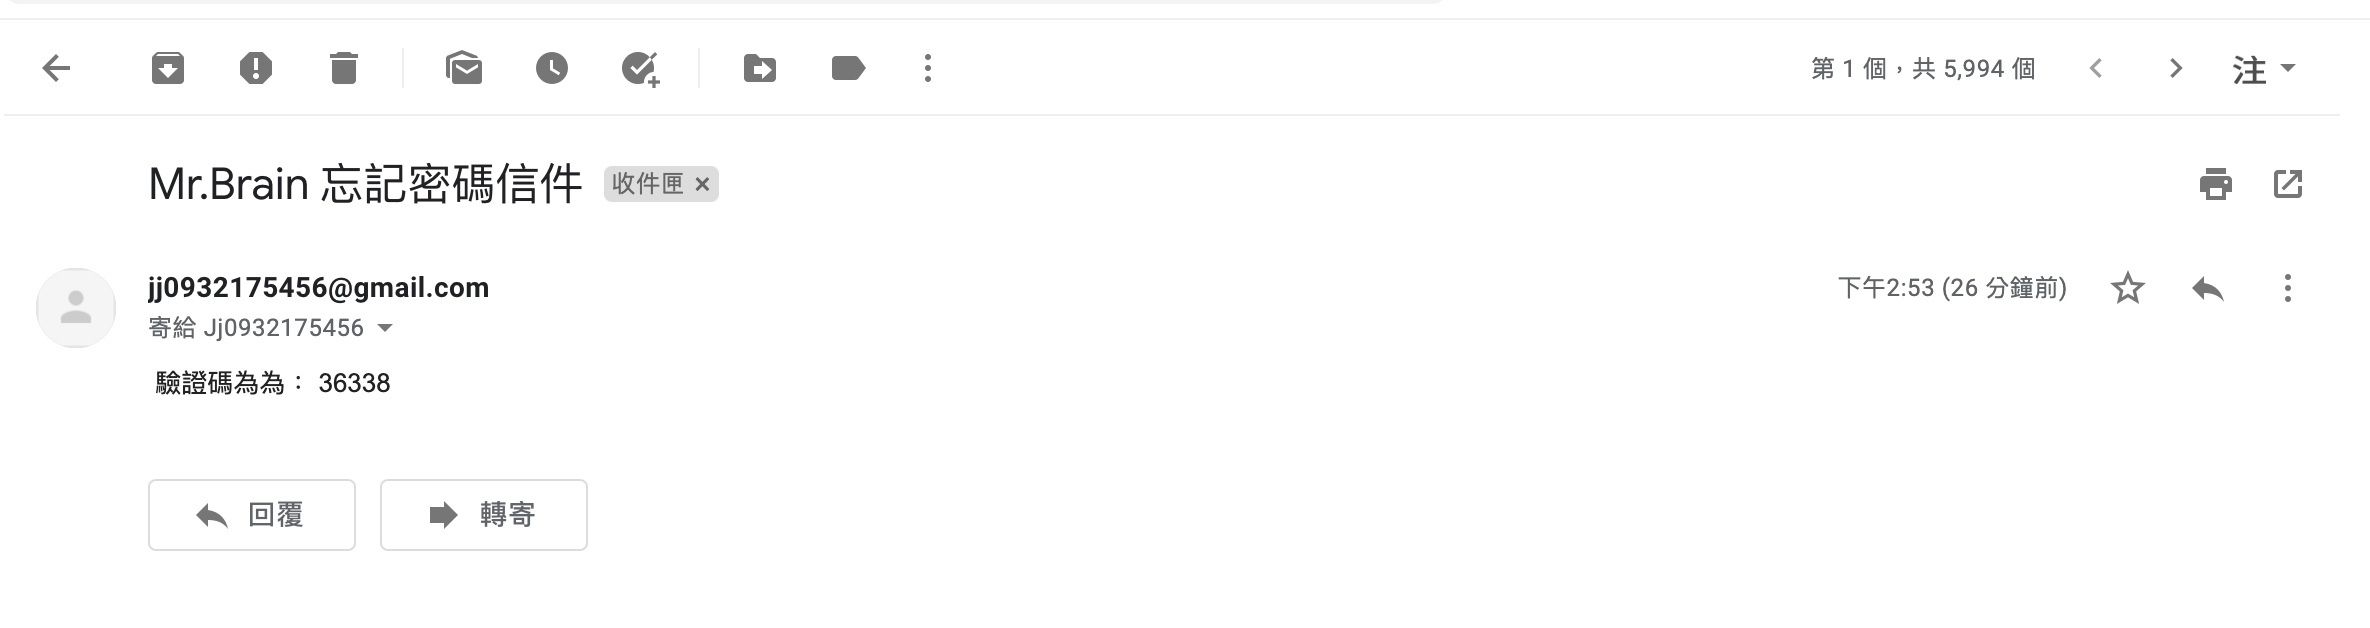 第 1 個，共 5,994 個
注
Mr.Brain 忘記密碼信件 收件匣 ×
jj0932175456@gmail.com
下午2:53 (26 分鐘前)
寄給 Jj0932175456
驗證碼為為： 36338
回覆
轉寄